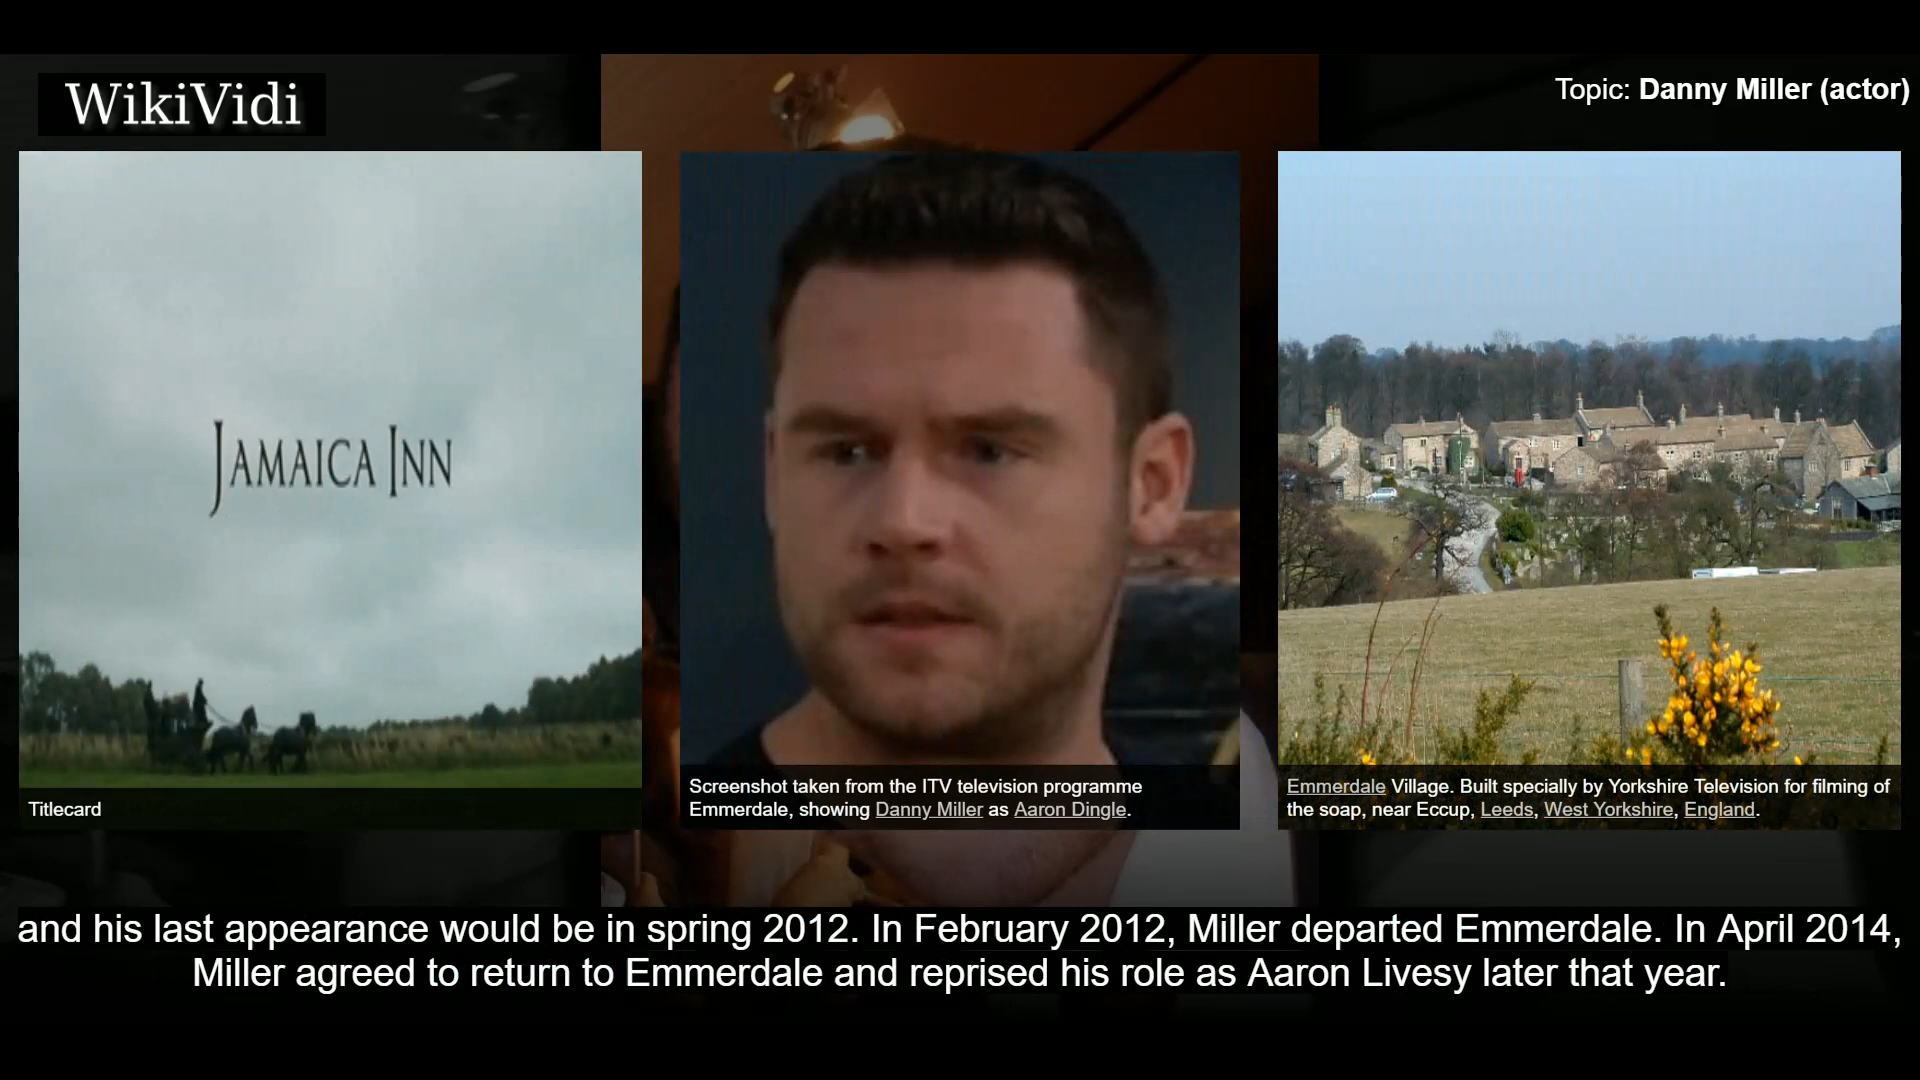 WikiVidi
Topic: Danny Miller (actor)
JAMAICA INN
Titlecard
Screenshot taken from the ITV television programme
Emmerdale, showing Danny Miller as Aaron Dingle.
Emmerdale Village. Built specially by Yorkshire Television for filming of
the soap, near Eccup, Leeds, West Yorkshire, England.
and his last appearance would be in spring 2012. In February 2012, Miller departed Emmerdale. In April 2014,
Miller agreed to return to Emmerdale and reprised his role as Aaron Livesy later that year.